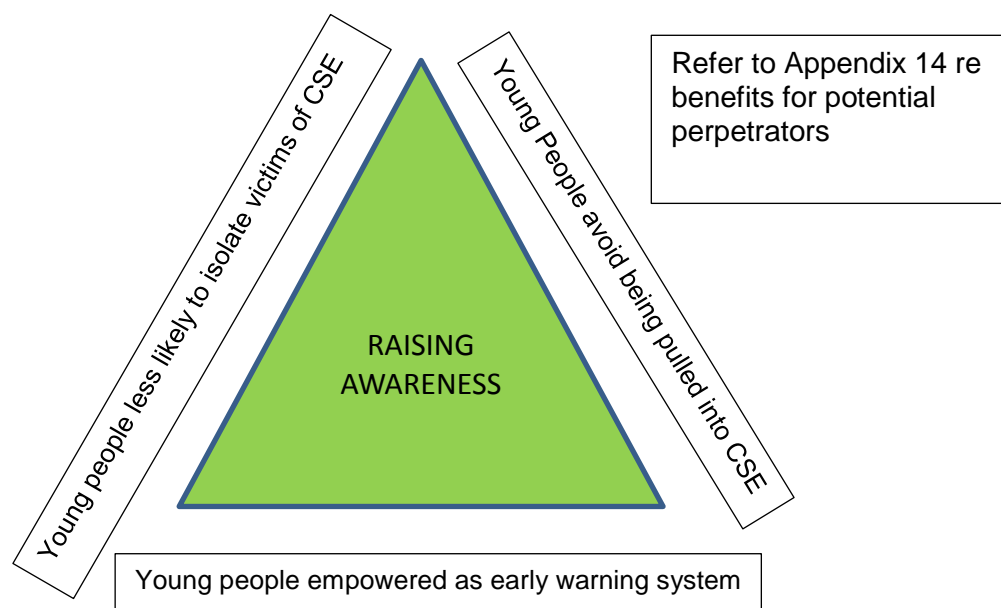 Young people less likely to isolate victims of CSE
Young People avoid being pulled into CSE
Refer to Appendix 14 re
benefits for potential
perpetrators
RAISING
AWARENESS
Young people empowered as early warning system